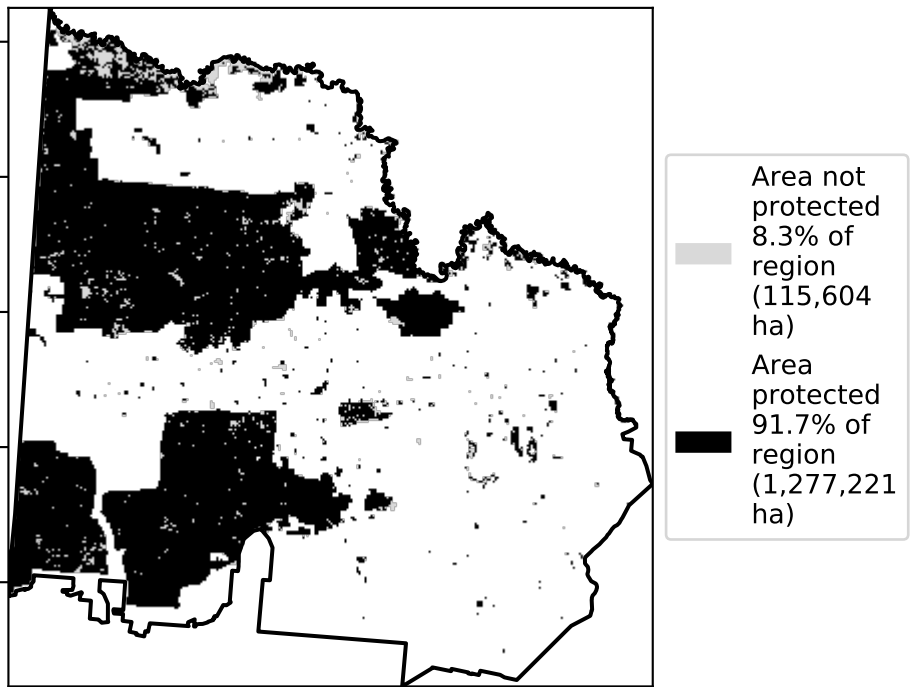 Area not
protected
8.3% of
region
(115,604
ha)
Area
protected
91.7% of
region
(1,277,221
ha)